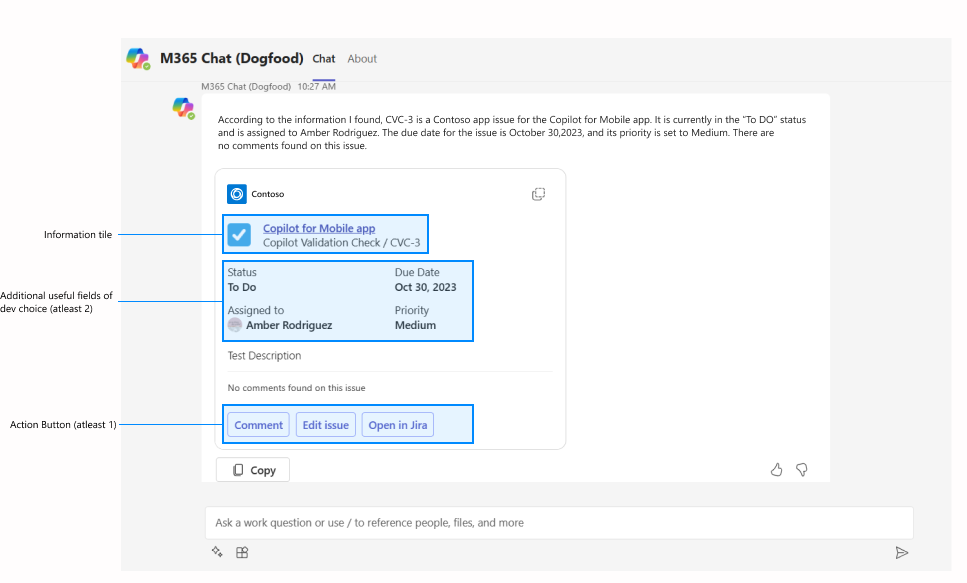 M365 Chat (Dogfood) Chat About
M365 Chat (Dogfood) 10:27 AM
According to the information I found, CVC-3 is a Contoso app issue for the Copilot for Mobile app. It is currently in the “To DO” status
and is assigned to Amber Rodriguez. The due date for the issue is October 30,2023, and its priority is set to Medium. There are
no comments found on this issue.
Contoso
Information tile
Copilot for Mobile app
Copilot Validation Check / CVC-3
Additional useful fields of
dev choice (atleast 2)
Status Due Date
To Do Oct 30, 2023
Assigned to Priority
Amber Rodriguez Medium
Test Description
No comments found on this issue
Action Button (atleast 1)
Comment Edit issue Open in Jira
Copy
Ask a work question or use / to reference people, files, and more